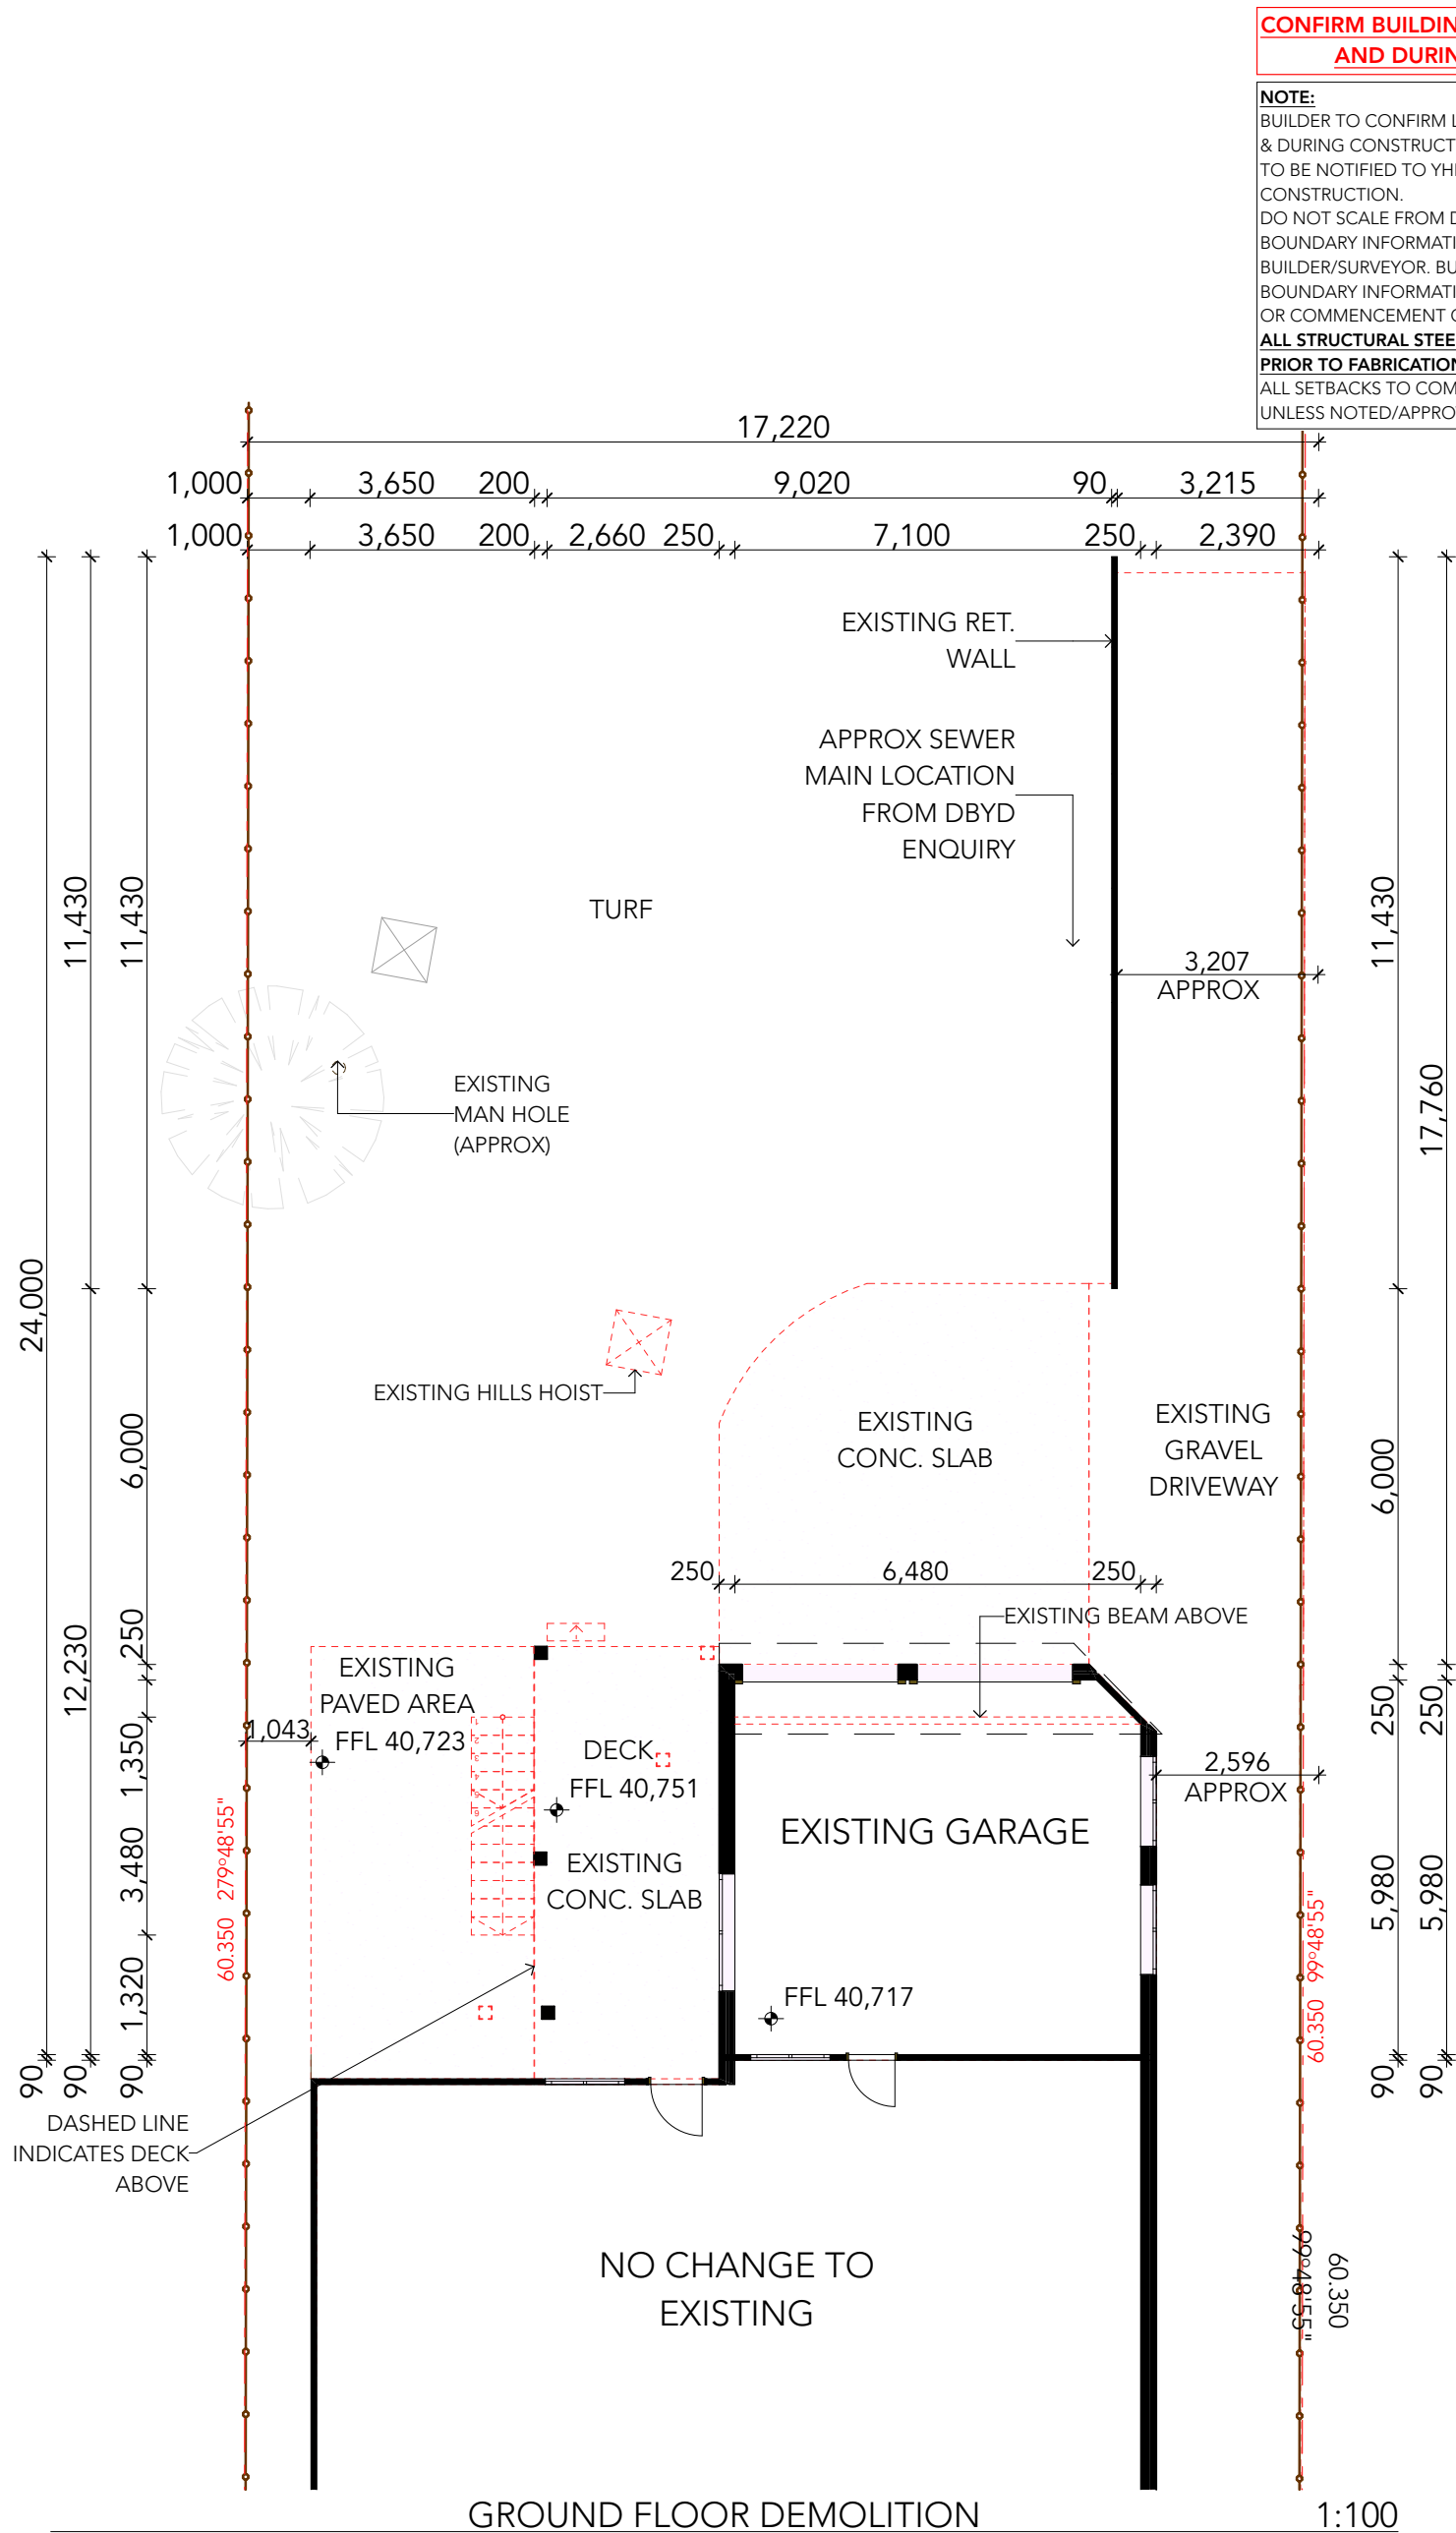 CONFIRM BUILDIN
AND DURIN
NOTE:
BUILDER TO CONFIRM L
& DURING CONSTRUCT
TO BE NOTIFIED TO YH
CONSTRUCTION.
DO NOT SCALE FROM D
BOUNDARY INFORMATI
BUILDER/SURVEYOR. BU
BOUNDARY INFORMATI
OR COMMENCEMENT
ALL STRUCTURAL STEE
PRIOR TO FABRICATION
ALL SETBACKS TO COM
UNLESS NOTED/APPRO
17,220
1,000 3,650 200 9,020 90 3,215
1,000 3,650 200 2,660 250 7,100 250 2,390
EXISTING RET.
WALL
APPROX SEWER
MAIN LOCATION
FROM DBYD
ENQUIRY
TURF
11,430
11,430
11,430
3,207
APPROX
EXISTING
MAN HOLE
(APPROX)
17,760
24,000
EXISTING HILLS HOIST
EXISTING
CONC. SLAB
EXISTING
GRAVEL
DRIVEWAY
6,000
6,000
250 6,480 250
EXISTING BEAM ABOVE
12,230
250
250
250
EXISTING
PAVED AREA
FFL 40,723
1,043
1,350
DECK
FFL 40,751
2,596
APPROX
EXISTING GARAGE
EXISTING
CONC. SLAB
3,480
5,980
5,980
60.350 279°48'55"
60.350 99°48'55"
1,320
FFL 40,717
90
90
90
90
90
DASHED LINE
INDICATES DECK
ABOVE
NO CHANGE TO
EXISTING
60.350
99°48'55"
GROUND FLOOR DEMOLITION 1:100